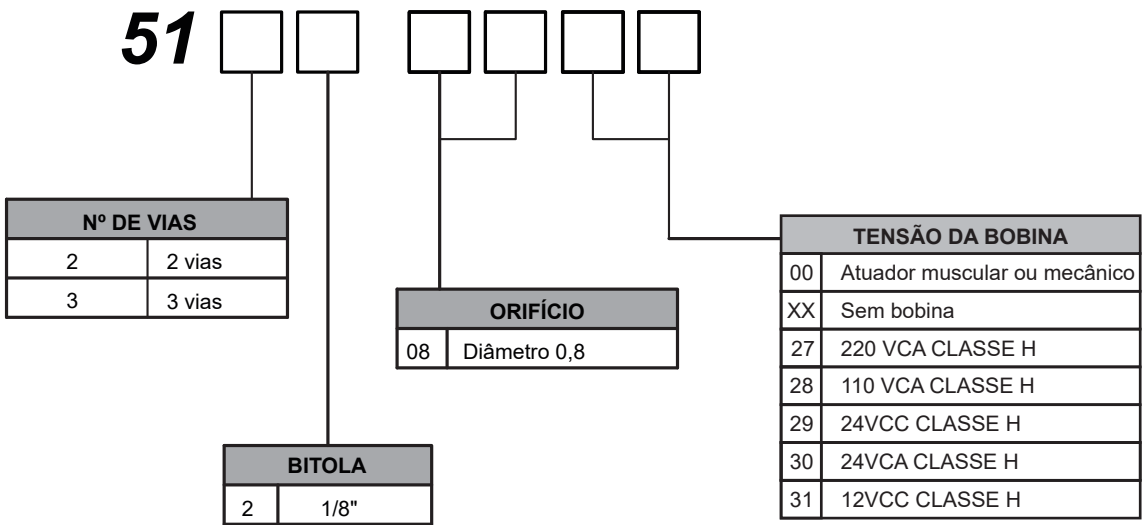 51
Nº DE VIAS
2 2 vias
3 3 vias
ORIFÍCIO
08 Diâmetro 0,8
BITOLA
2 1/8"
TENSÃO DA BOBINA
00 Atuador muscular ou mecânico
XX Sem bobina
27 220 VCA CLASSE H
28 110 VCA CLASSE H
29 24VCC CLASSE H
30 24VCA CLASSE H
31 12VCC CLASSE H